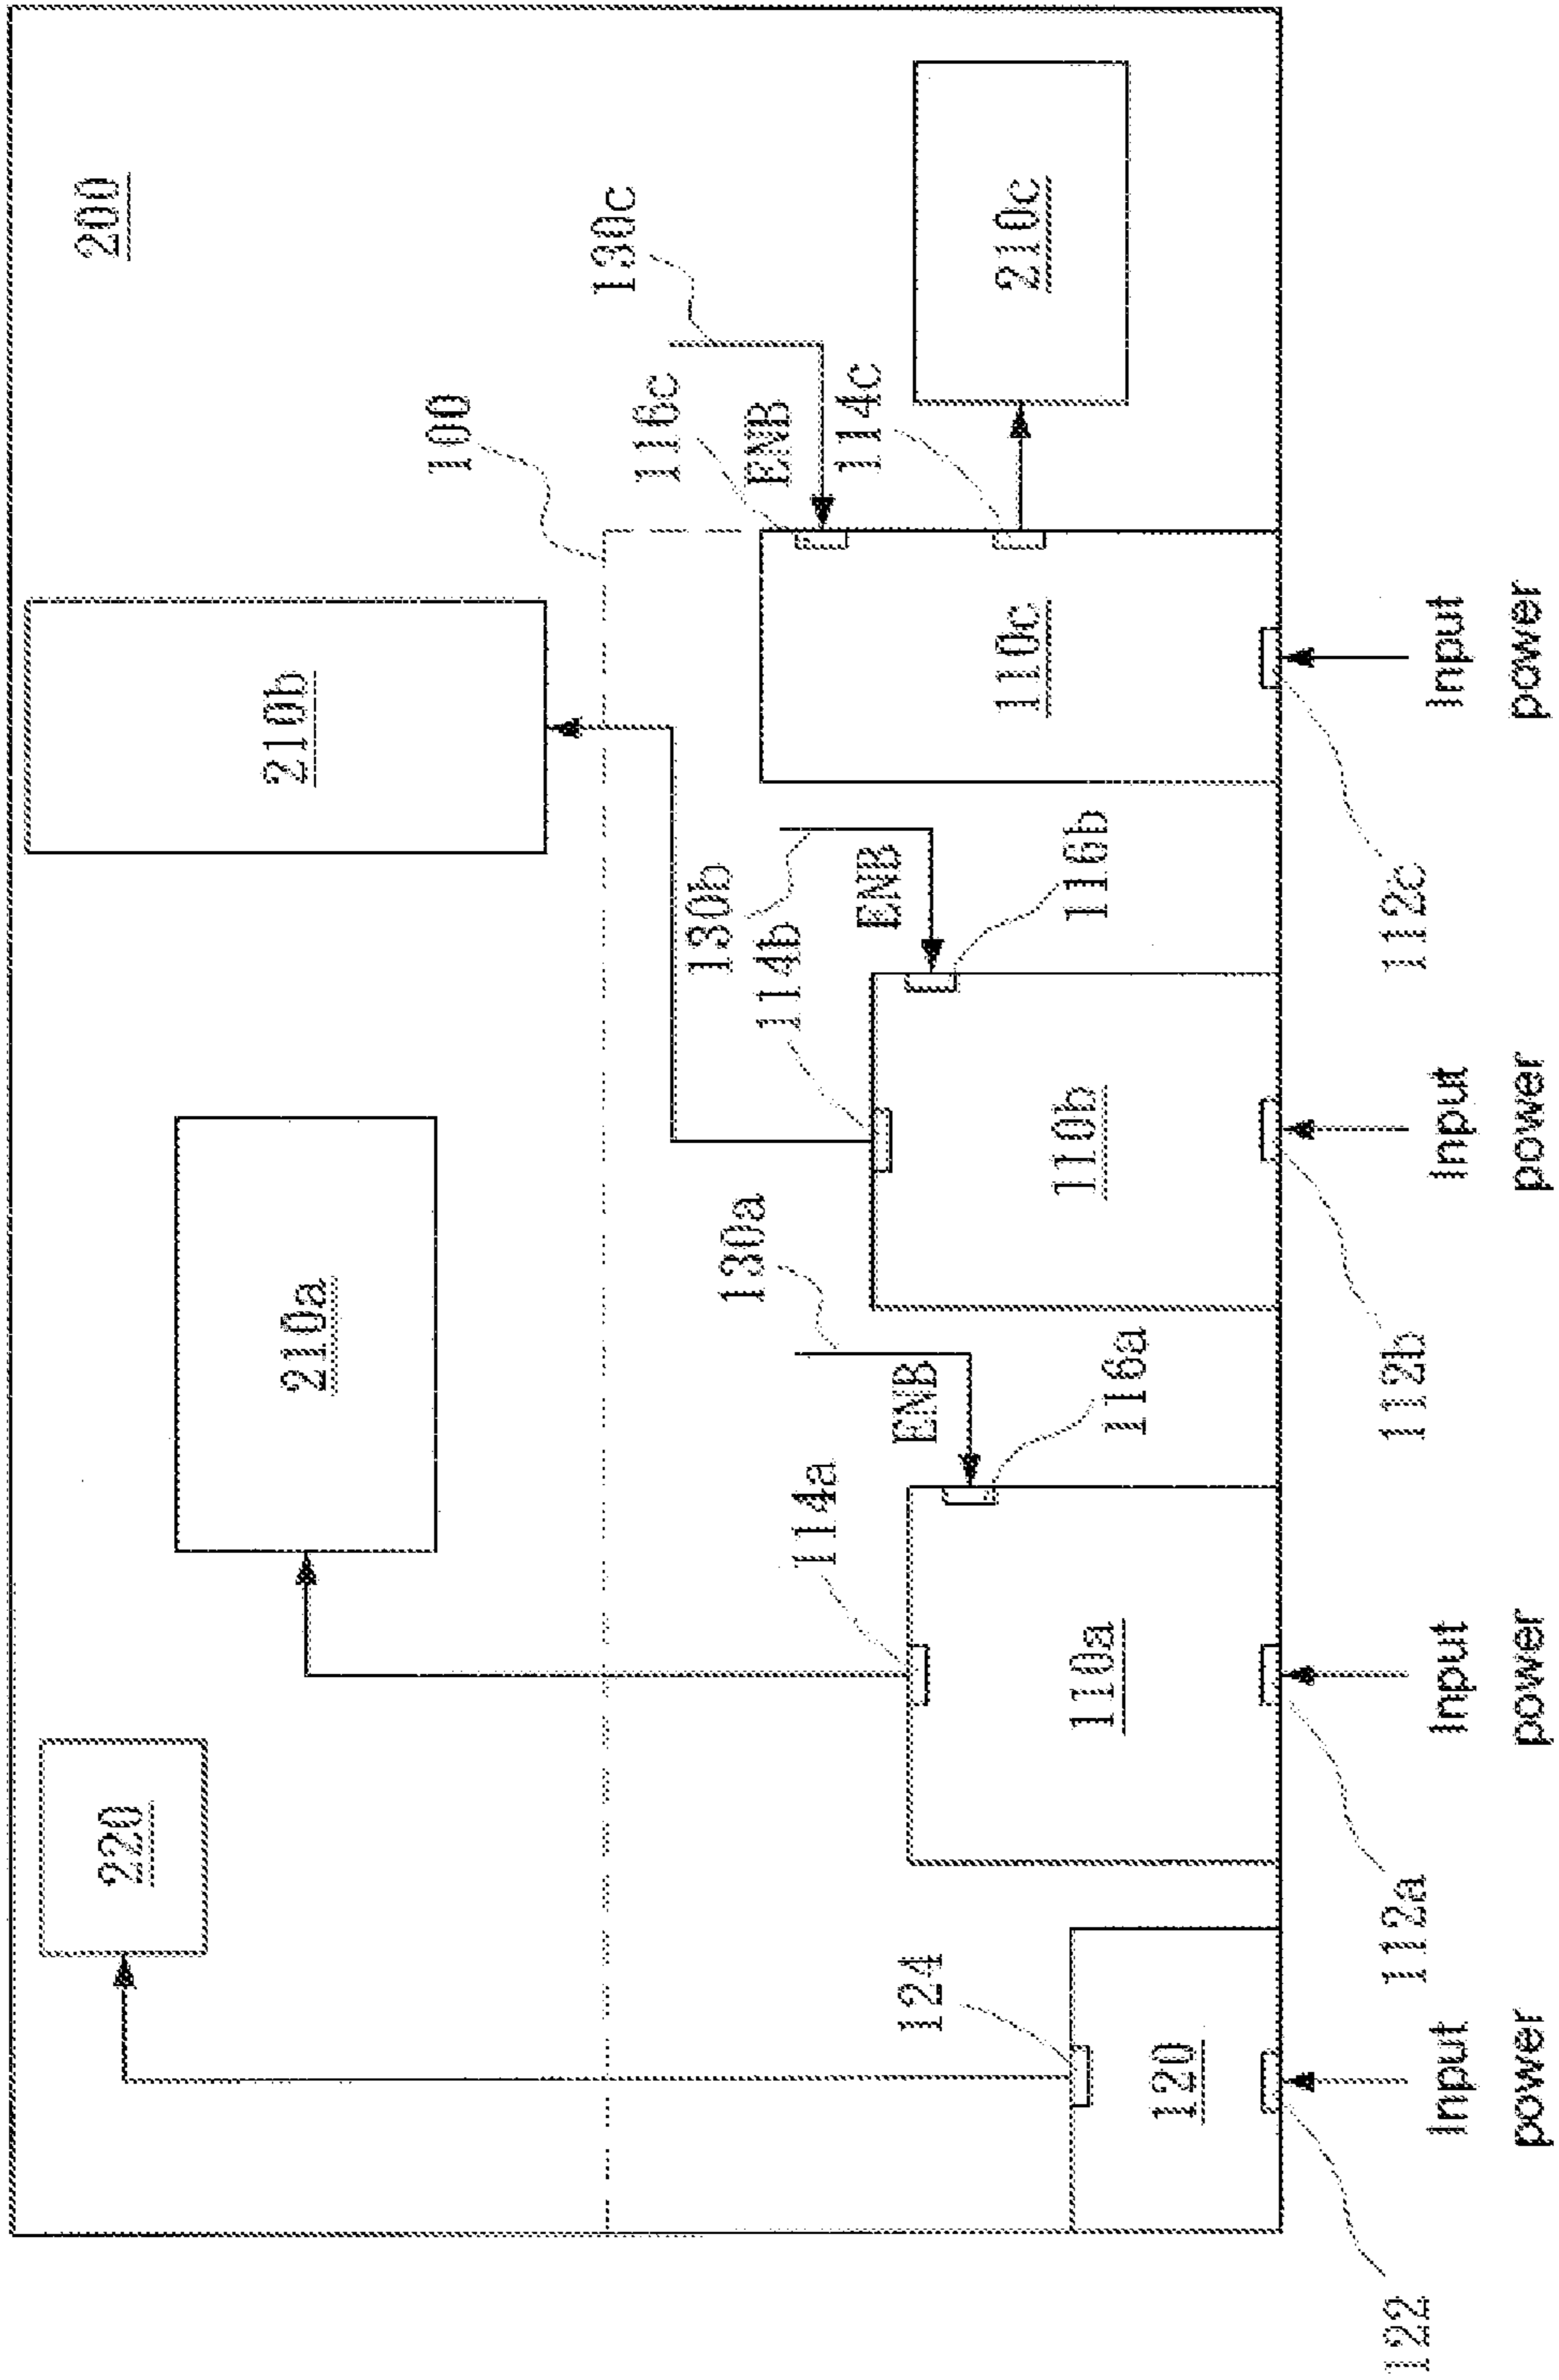 200
100
130c
116c
ENB
114c
210c
210b
110c
130b
114b
ENB
116b
112c
Input
power
210a
130a
110b
ENB
116a
112b
Input
power
114a
220
110a
112a
Input
power
124
120
122
Input
power